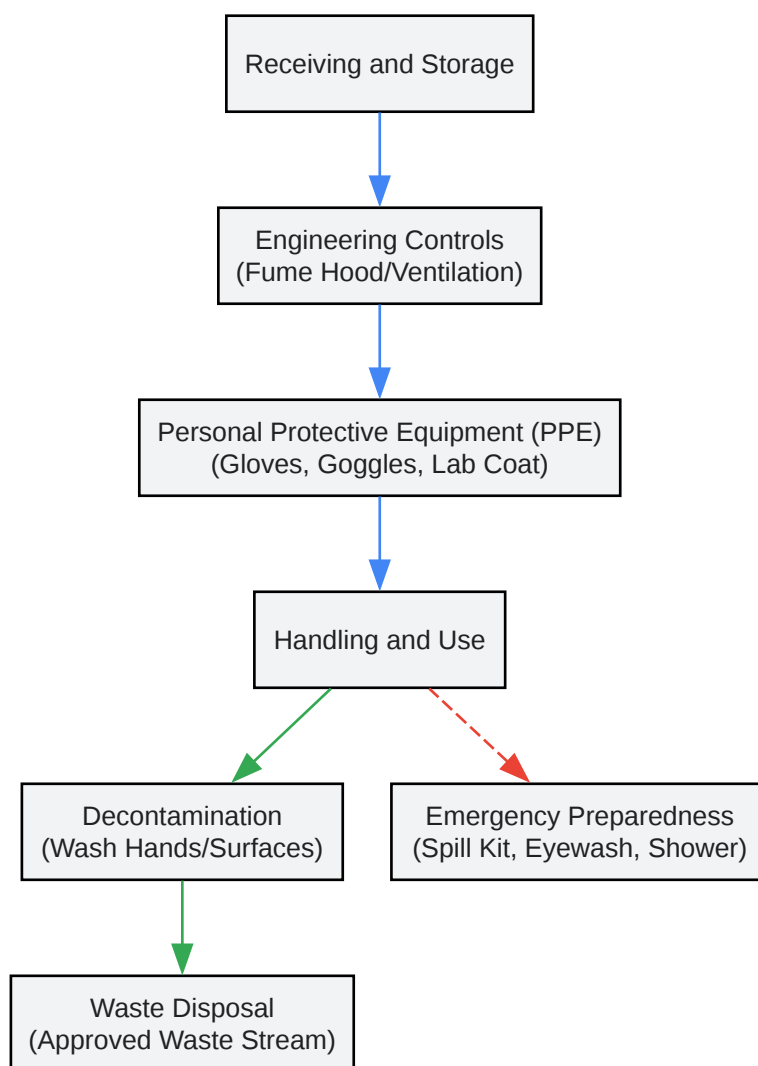 Receiving and Storage
Engineering Controls
(Fume Hood/Ventilation)
Personal Protective Equipment (PPE)
(Gloves, Goggles, Lab Coat)
Handling and Use
Decontamination
(Wash Hands/Surfaces)
Emergency Preparedness
(Spill Kit, Eyewash, Shower)
Waste Disposal
(Approved Waste Stream)